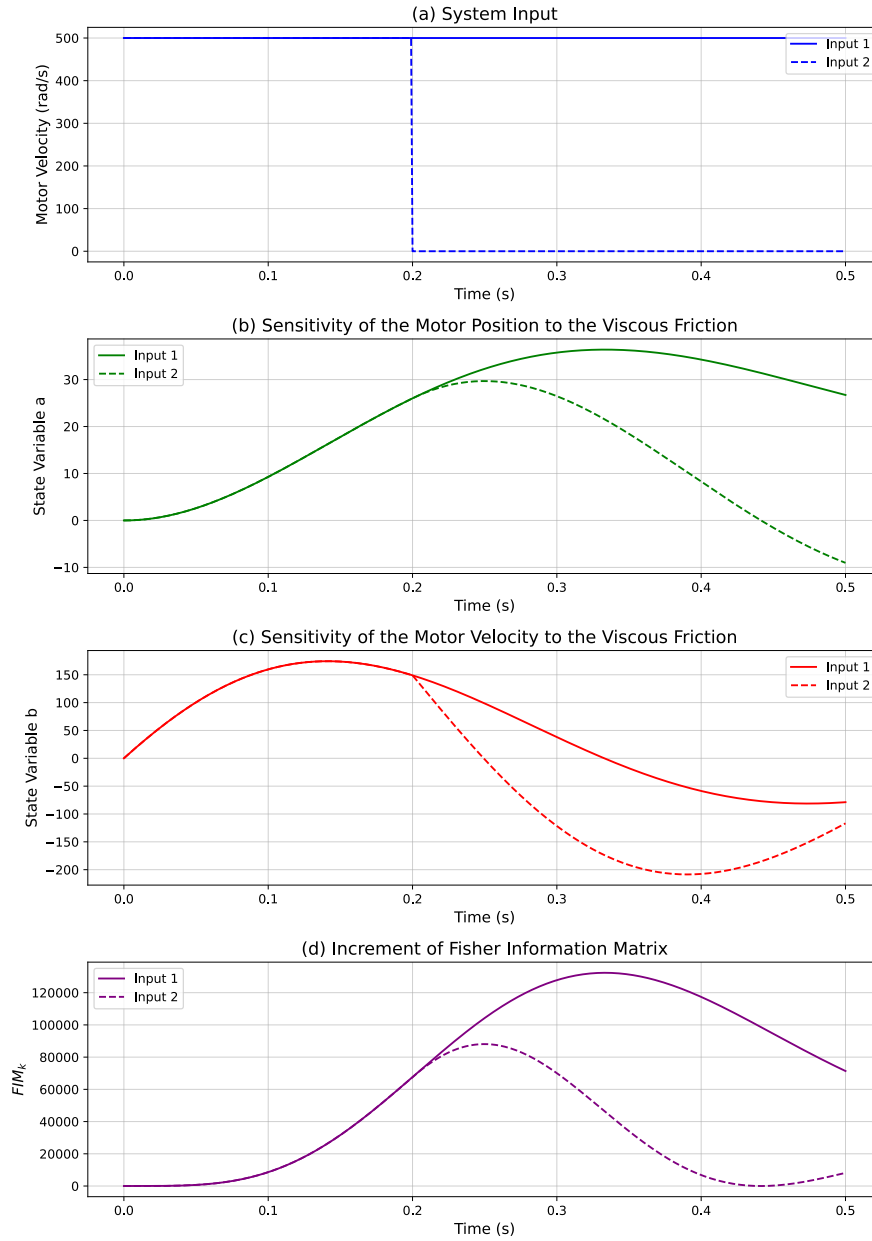 (a) System Input
500
400
300
200
100
0
Motor Velocity (rad/s)
Input 1
Input 2
0.0 0.1 0.2 0.3 0.4 0.5
Time (s)
(b) Sensitivity of the Motor Position to the Viscous Friction
30
20
10
0
−10
State Variable a
Input 1
Input 2
0.0 0.1 0.2 0.3 0.4 0.5
Time (s)
(c) Sensitivity of the Motor Velocity to the Viscous Friction
150
100
50
0
−50
−100
−150
−200
State Variable b
Input 1
Input 2
0.0 0.1 0.2 0.3 0.4 0.5
Time (s)
(d) Increment of Fisher Information Matrix
120000
100000
80000
60000
40000
20000
0
FIM_k
Input 1
Input 2
0.0 0.1 0.2 0.3 0.4 0.5
Time (s)